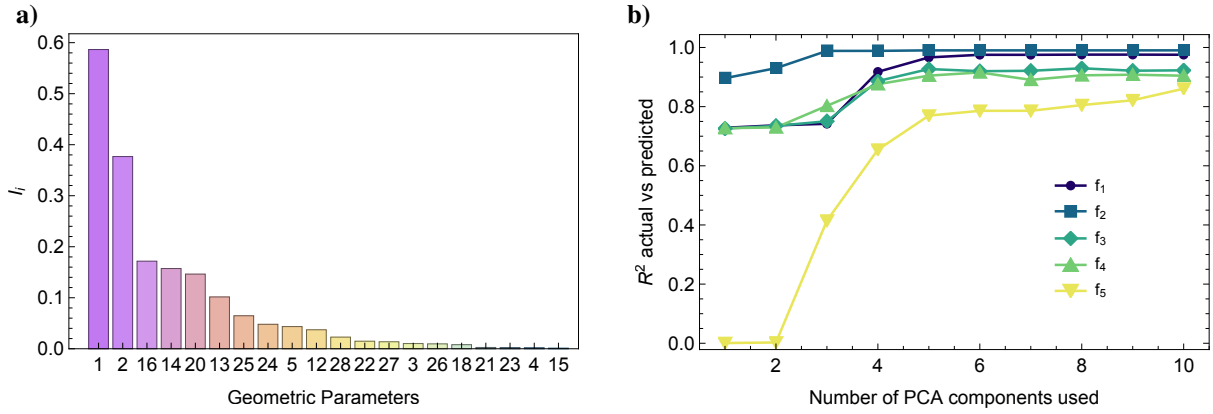 a)
0.6
0.5
0.4
0.3
0.2
0.1
0.0
I_i
1 2 16 14 20 13 25 24 5 12 28 22 27 3 26 18 21 23 4 15
Geometric Parameters
b)
1.0
0.8
0.6
0.4
0.2
0.0
R² actual vs predicted
f₁
f₂
f₃
f₄
f₅
2 4 6 8 10
Number of PCA components used